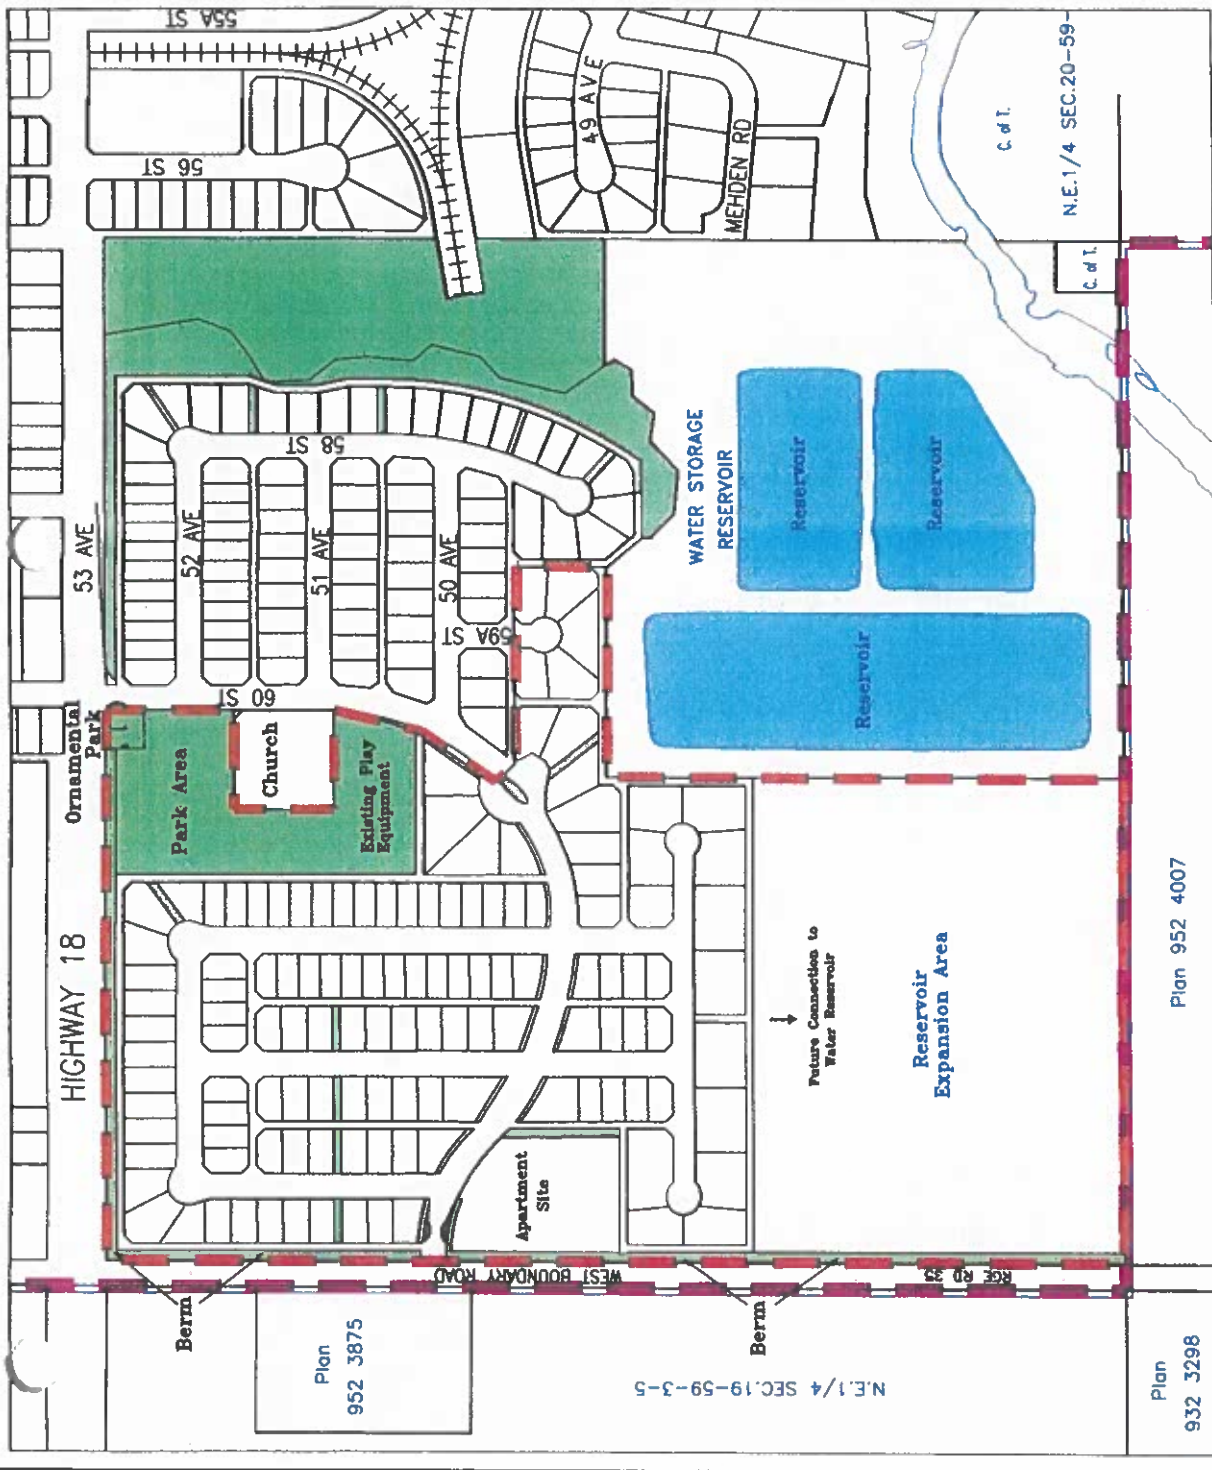 55A ST
56 ST
49 AVE
MEHDEN RD
C. of T.
N.E.1/4 SEC.20-59-
C. of T.
53 AVE
52 AVE
58 ST
51 AVE
50 AVE
59A ST
60 ST
WATER STORAGE
RESERVOIR
Reservoir
Reservoir
Reservoir
Ornamental
Park
Park Area
Church
Existing Play
Equipment
HIGHWAY 18
Future Connection to
Water Reservoir
Reservoir
Expansion Area
Plan 952 4007
Apartment
Site
WEST BOUNDARY ROAD
RGE RD 35
Berm
Berm
Plan
952 3875
N.E.1/4 SEC.19-59-3-5
Plan
932 3298